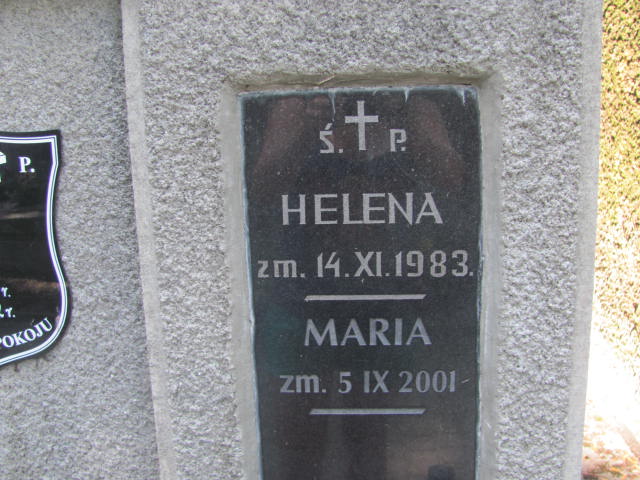 Ś. P.
HELENA
zm. 14.XI.1983.
MARIA
zm. 5 IX 2001
P.
r.
r.
POKOJU